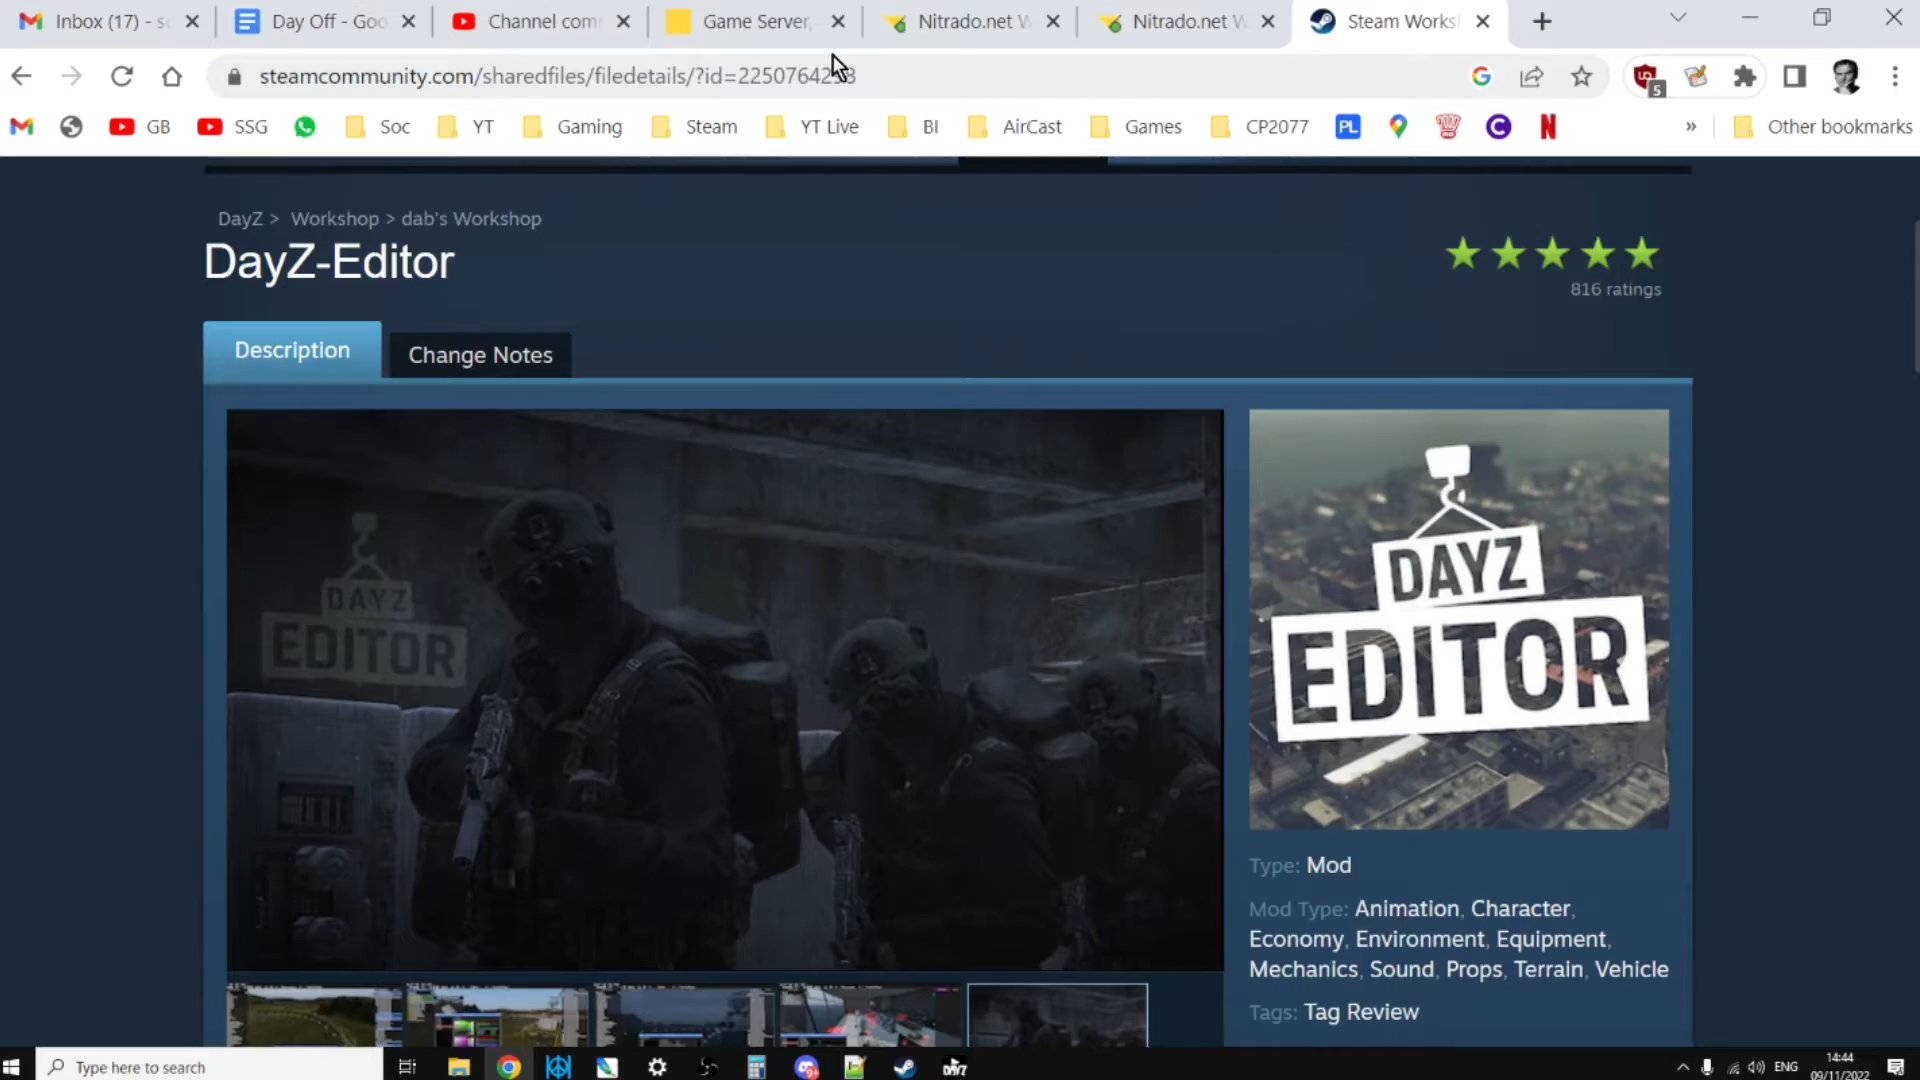 Inbox (17) - s
Day Off - Goo
Channel com
Game Server,
Nitrado.net W
Nitrado.net W
Steam Works
steamcommunity.com/sharedfiles/filedetails/?id=2250764298
5
GB
SSG
Soc
YT
Gaming
Steam
YT Live
BI
AirCast
Games
CP2077
PL
C
N
»
Other bookmarks
DayZ > Workshop > dab's Workshop
DayZ-Editor
816 ratings
Description
Change Notes
DAYZ
EDITOR
DAYZ
EDITOR
Type: Mod
Mod Type: Animation, Character,
Economy, Environment, Equipment,
Mechanics, Sound, Props, Terrain, Vehicle
Tags: Tag Review
Type here to search
DAYZ
ENG
14:44
09/11/2022